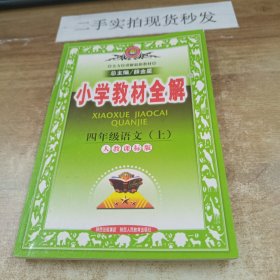 二手实拍现货秒发
总主编/薛金星
小学教材全解
XIAOXUE JIAOCAI
QUANJIE
四年级语文（上）
人教课标版